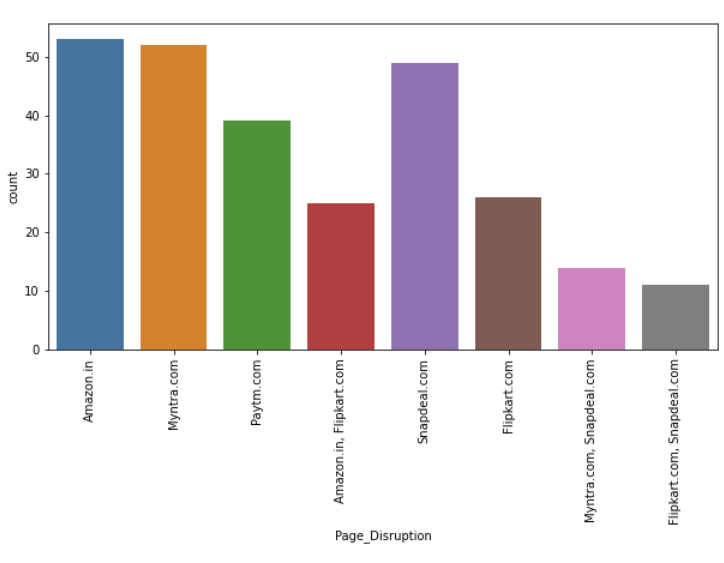 50
40
30
20
10
0
count
Amazon.in
Myntra.com
Paytm.com
Amazon.in, Flipkart.com
Snapdeal.com
Flipkart.com
Myntra.com, Snapdeal.com
Flipkart.com, Snapdeal.com
Page_Disruption